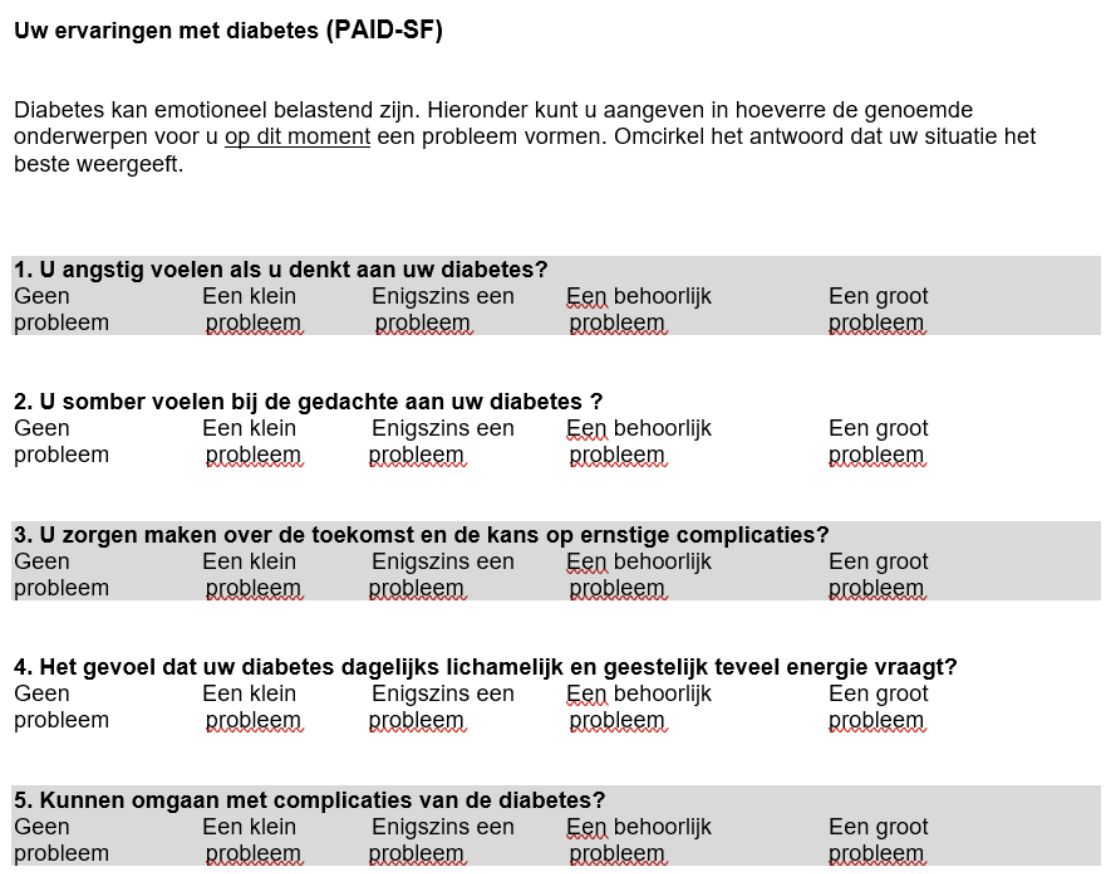 Uw ervaringen met diabetes (PAID-SF)
Diabetes kan emotioneel belastend zijn. Hieronder kunt u aangeven in hoeverre de genoemde
onderwerpen voor u op dit moment een probleem vormen. Omcirkel het antwoord dat uw situatie het
beste weergeeft.
1. U angstig voelen als u denkt aan uw diabetes?
Geen Een klein Enigszins een Een behoorlijk Een groot
probleem probleem probleem probleem probleem
2. U somber voelen bij de gedachte aan uw diabetes ?
Geen Een klein Enigszins een Een behoorlijk Een groot
probleem probleem probleem probleem probleem
3. U zorgen maken over de toekomst en de kans op ernstige complicaties?
Geen Een klein Enigszins een Een behoorlijk Een groot
probleem probleem probleem probleem probleem
4. Het gevoel dat uw diabetes dagelijks lichamelijk en geestelijk teveel energie vraagt?
Geen Een klein Enigszins een Een behoorlijk Een groot
probleem probleem probleem probleem probleem
5. Kunnen omgaan met complicaties van de diabetes?
Geen Een klein Enigszins een Een behoorlijk Een groot
probleem probleem probleem probleem probleem